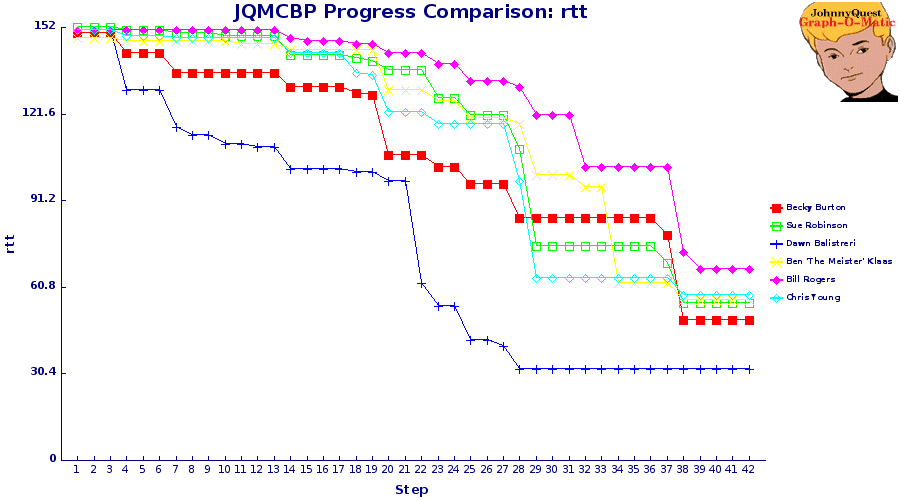 JQMCBP Progress Comparison: rtt
JohnnyQuest
Graph-O-Matic
152
121.6
91.2
60.8
30.4
0
rtt
1 2 3 4 5 6 7 8 9 10 11 12 13 14 15 16 17 18 19 20 21 22 23 24 25 26 27 28 29 30 31 32 33 34 35 36 37 38 39 40 41 42
Step
Becky Burton
Sue Robinson
Dawn Balistreri
Ben 'The Meister' Klaas
Bill Rogers
Chris Young